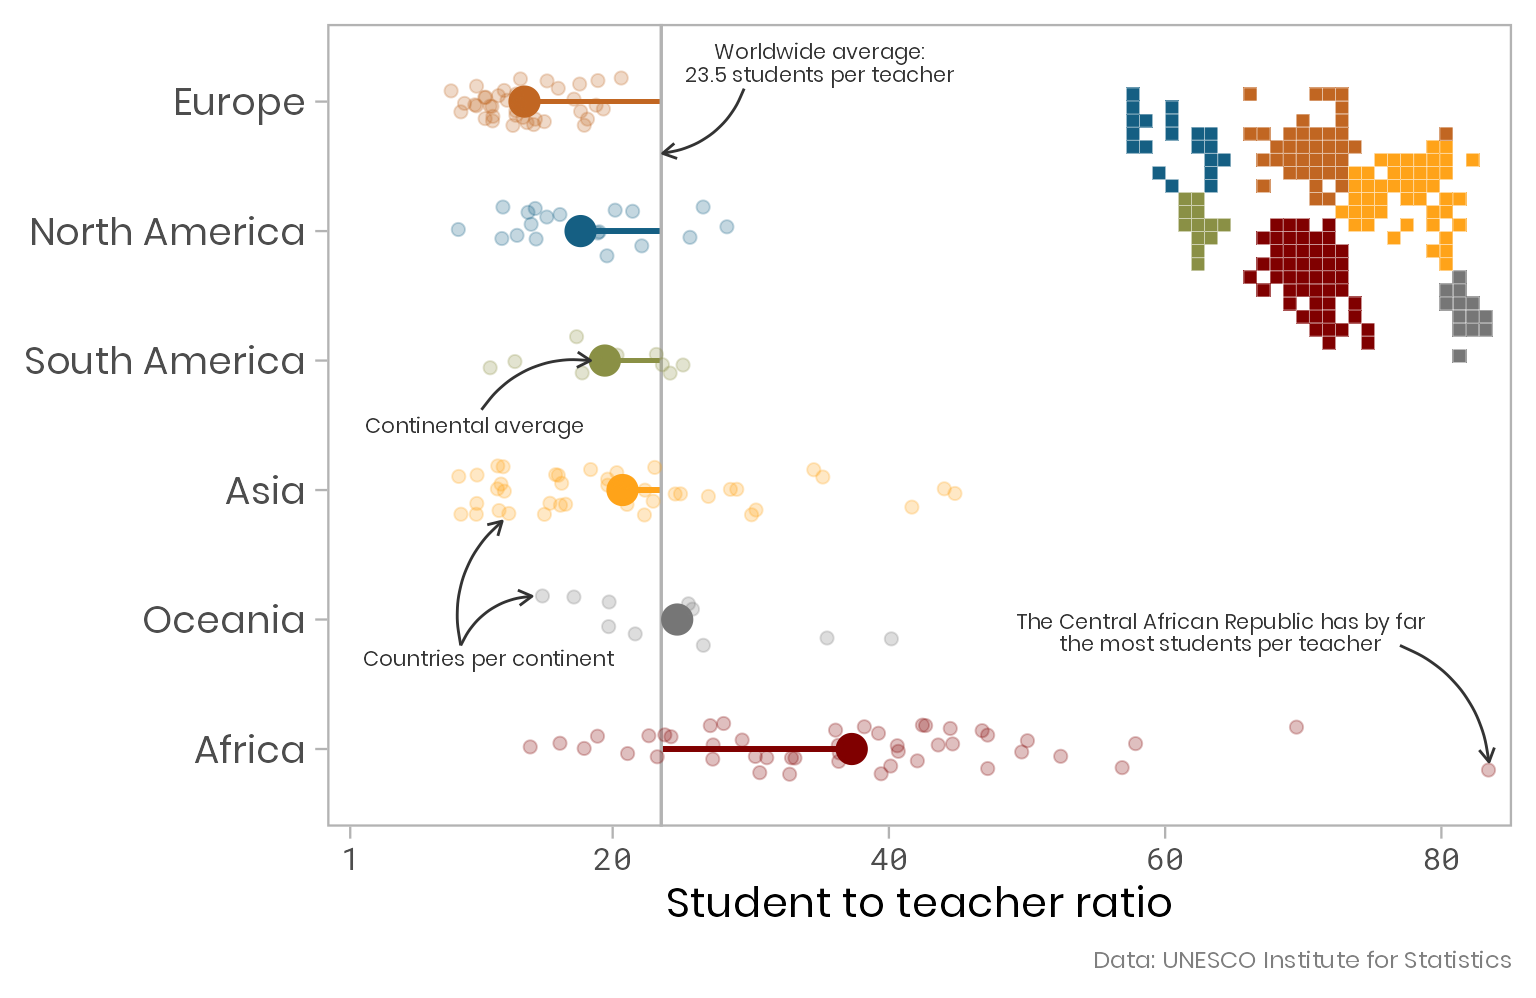 Worldwide average:
23.5 students per teacher
Europe
North America
South America
Continental average
Asia
Oceania
Countries per continent
The Central African Republic has by far
the most students per teacher
Africa
1 20 40 60 80
Student to teacher ratio
Data: UNESCO Institute for Statistics